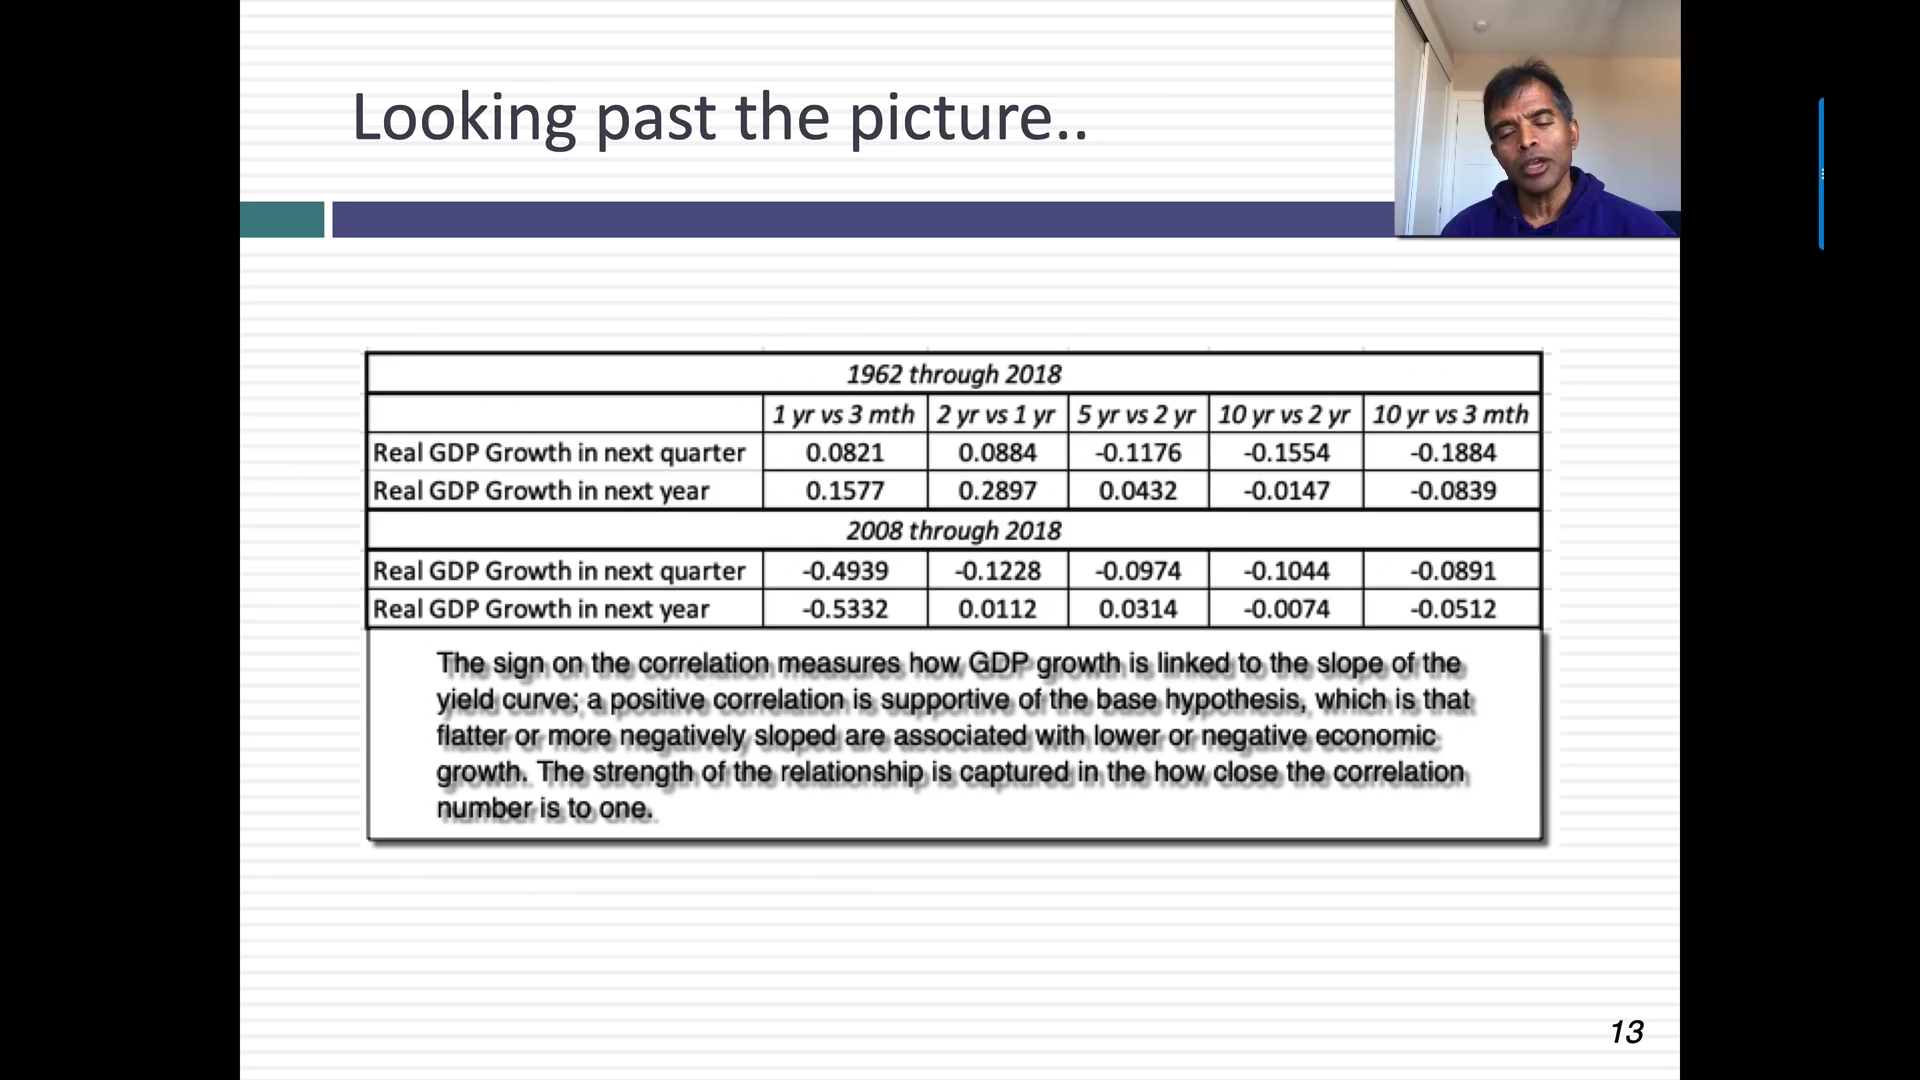 Looking past the picture..
1962 through 2018
1 yr vs 3 mth 2 yr vs 1 yr 5 yr vs 2 yr 10 yr vs 2 yr 10 yr vs 3 mth
Real GDP Growth in next quarter 0.0821 0.0884 -0.1176 -0.1554 -0.1884
Real GDP Growth in next year 0.1577 0.2897 0.0432 -0.0147 -0.0839
2008 through 2018
Real GDP Growth in next quarter -0.4939 -0.1228 -0.0974 -0.1044 -0.0891
Real GDP Growth in next year -0.5332 0.0112 0.0314 -0.0074 -0.0512
The sign on the correlation measures how GDP growth is linked to the slope of the
yield curve; a positive correlation is supportive of the base hypothesis, which is that
flatter or more negatively sloped are associated with lower or negative economic
growth. The strength of the relationship is captured in the how close the correlation
number is to one.
13